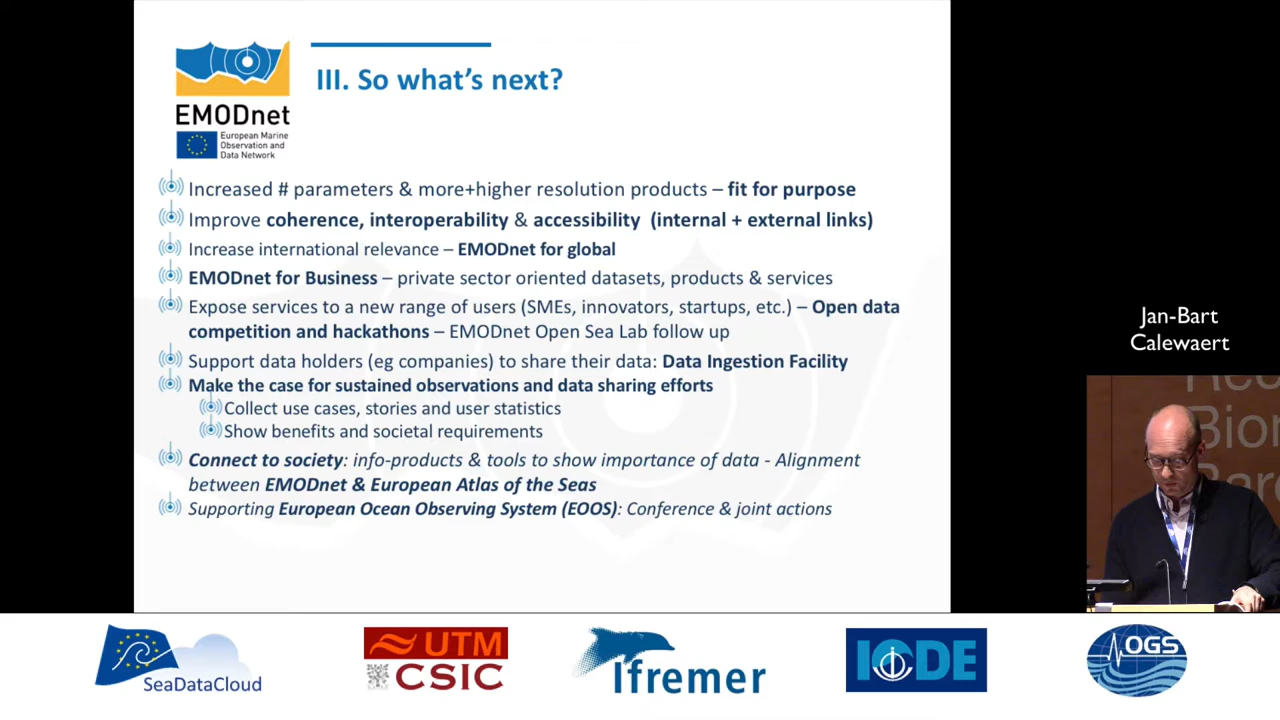 III. So what's next?
EMODnet
European Marine
Observation and
Data Network
Increased # parameters & more+higher resolution products – fit for purpose
Improve coherence, interoperability & accessibility (internal + external links)
Increase international relevance – EMODnet for global
EMODnet for Business – private sector oriented datasets, products & services
Expose services to a new range of users (SMEs, innovators, startups, etc.) – Open data
competition and hackathons – EMODnet Open Sea Lab follow up
Support data holders (eg companies) to share their data: Data Ingestion Facility
Make the case for sustained observations and data sharing efforts
Collect use cases, stories and user statistics
Show benefits and societal requirements
Connect to society: info-products & tools to show importance of data - Alignment
between EMODnet & European Atlas of the Seas
Supporting European Ocean Observing System (EOOS): Conference & joint actions
Jan-Bart
Calewaert
SeaDataCloud
UTM
CSIC
Ifremer
IODE
OGS